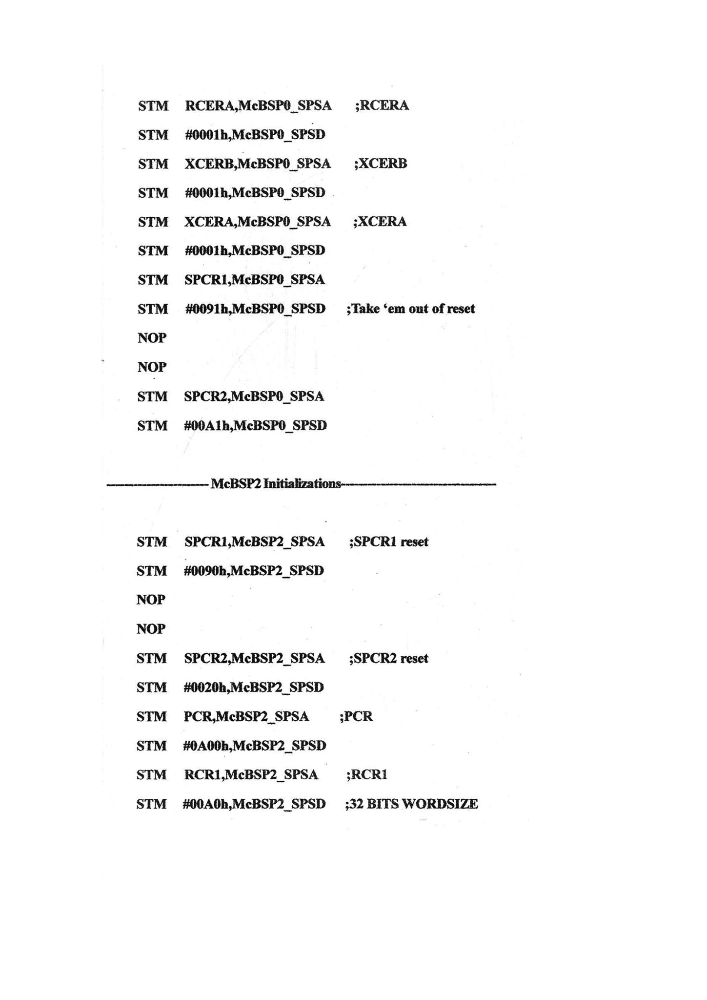 STM RCERA,McBSP0_SPSA ;RCERA
STM #0001h,McBSP0_SPSD
STM XCERB,McBSP0_SPSA ;XCERB
STM #0001h,McBSP0_SPSD
STM XCERA,McBSP0_SPSA ;XCERA
STM #0001h,McBSP0_SPSD
STM SPCR1,McBSP0_SPSA
STM #0091h,McBSP0_SPSD ;Take ‘em out of reset
NOP
NOP
STM SPCR2,McBSP0_SPSA
STM #00A1h,McBSP0_SPSD
---------------------- McBSP2 Initializations----------------------------------
STM SPCR1,McBSP2_SPSA ;SPCR1 reset
STM #0090h,McBSP2_SPSD
NOP
NOP
STM SPCR2,McBSP2_SPSA ;SPCR2 reset
STM #0020h,McBSP2_SPSD
STM PCR,McBSP2_SPSA ;PCR
STM #0A00h,McBSP2_SPSD
STM RCR1,McBSP2_SPSA ;RCR1
STM #00A0h,McBSP2_SPSD ;32 BITS WORDSIZE